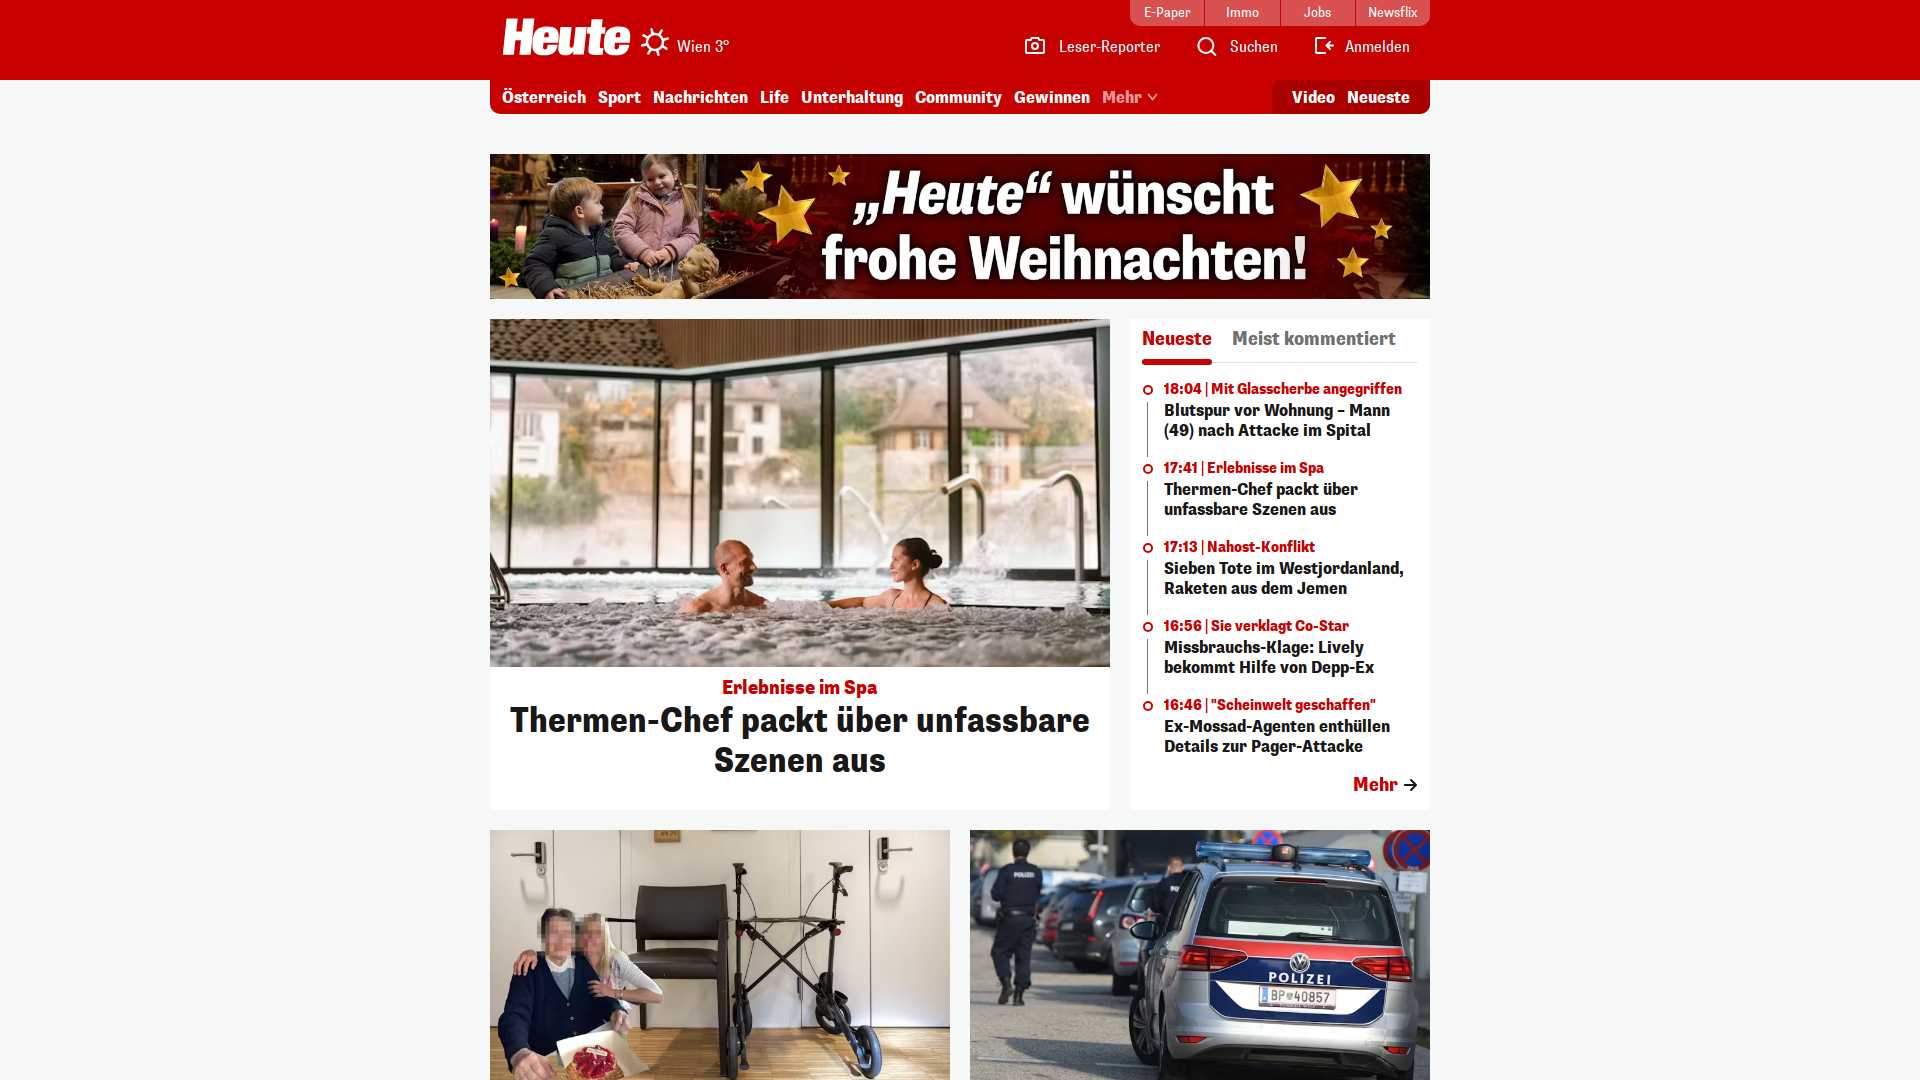 E-Paper
Immo
Jobs
Newsflix
Heute
Wien 3°
Leser-Reporter
Suchen
Anmelden
Österreich
Sport
Nachrichten
Life
Unterhaltung
Community
Gewinnen
Mehr
Video
Neueste
„Heute“ wünscht
frohe Weihnachten!
Erlebnisse im Spa
Thermen-Chef packt über unfassbare
Szenen aus
Neueste
Meist kommentiert
18:04 | Mit Glasscherbe angegriffen
Blutspur vor Wohnung – Mann
(49) nach Attacke im Spital
17:41 | Erlebnisse im Spa
Thermen-Chef packt über
unfassbare Szenen aus
17:13 | Nahost-Konflikt
Sieben Tote im Westjordanland,
Raketen aus dem Jemen
16:56 | Sie verklagt Co-Star
Missbrauchs-Klage: Lively
bekommt Hilfe von Depp-Ex
16:46 | "Scheinwelt geschaffen"
Ex-Mossad-Agenten enthüllen
Details zur Pager-Attacke
Mehr
POLIZEI
POLIZEI
BP 40857